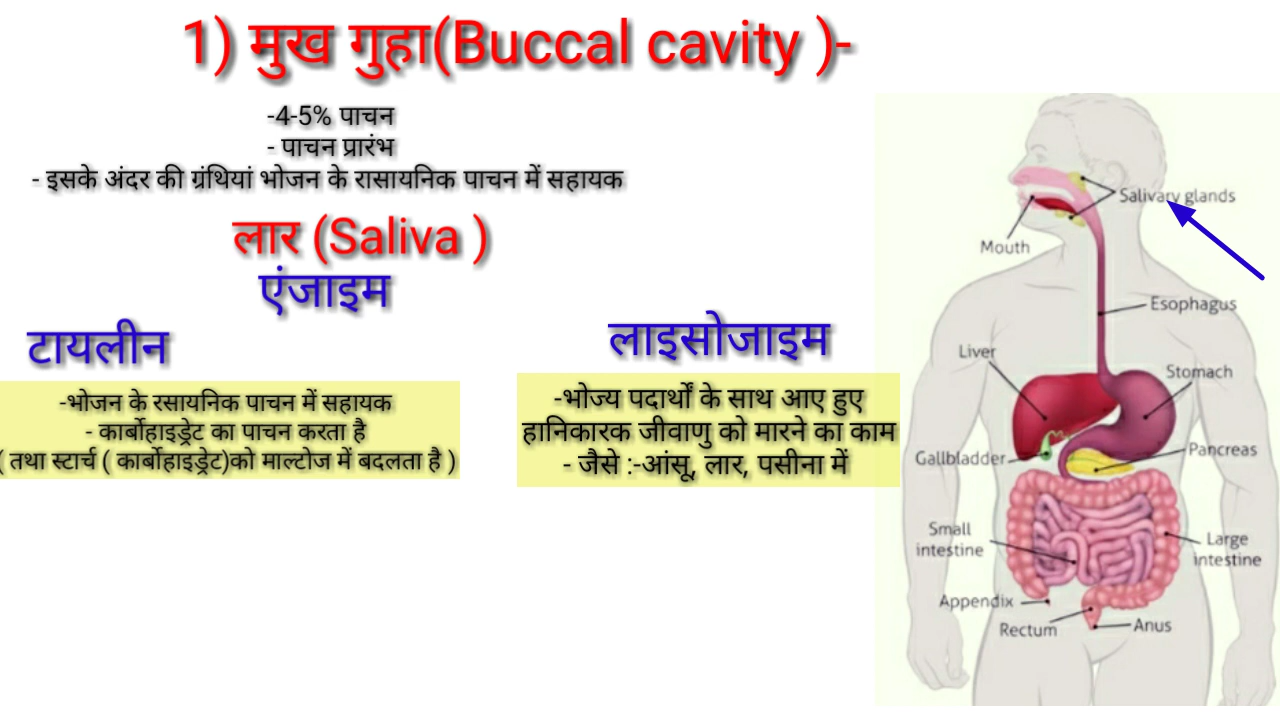 1) मुख गुहा(Buccal cavity )-
-4-5% पाचन
- पाचन प्रारंभ
- इसके अंदर की ग्रंथियां भोजन के रासायनिक पाचन में सहायक
लार (Saliva )
एंजाइम
टायलीन
-भोजन के रसायनिक पाचन में सहायक
- कार्बोहाइड्रेट का पाचन करता है
( तथा स्टार्च ( कार्बोहाइड्रेट)को माल्टोज में बदलता है )
लाइसोजाइम
-भोज्य पदार्थों के साथ आए हुए
हानिकारक जीवाणु को मारने का काम
- जैसे :-आंसू, लार, पसीना में
Salivary glands
Mouth
Esophagus
Liver
Stomach
Gallbladder
Pancreas
Small
intestine
Large
intestine
Appendix
Rectum
Anus